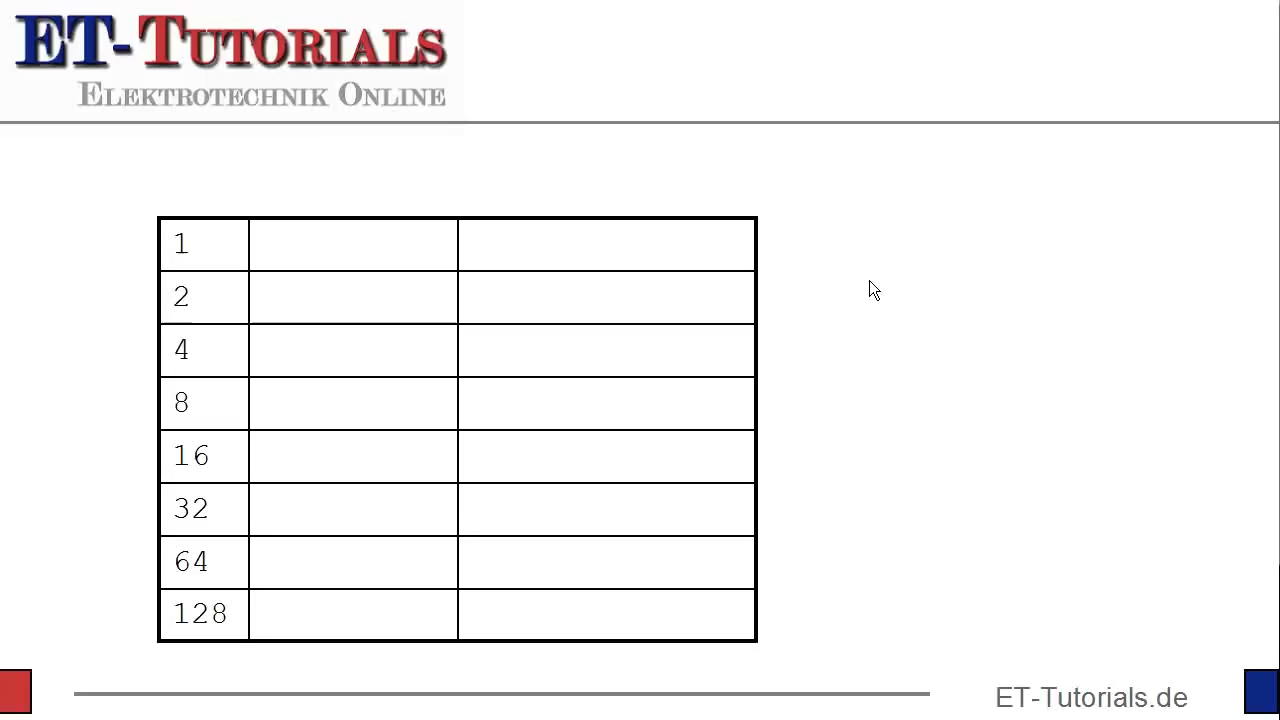 ET-Tutorials
Elektrotechnik Online
1
2
4
8
16
32
64
128
ET-Tutorials.de